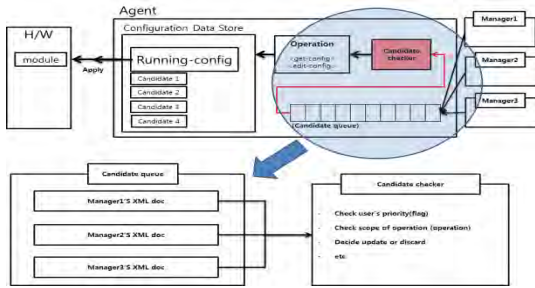 Agent
H/W
module
Apply
Configuration Data Store
Running-config
Candidate 1
Candidate 2
Candidate 3
Candidate 4
Operation
<get-config>
<edit-config>
Candidate
checker
(Candidate queue)
Manager1
Manager2
Manager3
Candidate queue
Manager1'S XML doc
Manager2'S XML doc
Manager3'S XML doc
Candidate checker
- Check user's priority(flag)
- Check scope of operation (operation)
- Decide update or discard
- etc